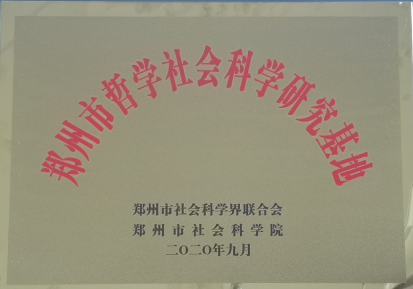 郑州市哲学社会科学研究基地
郑州市社会科学界联合会
郑州市社会科学院
二〇二〇年九月